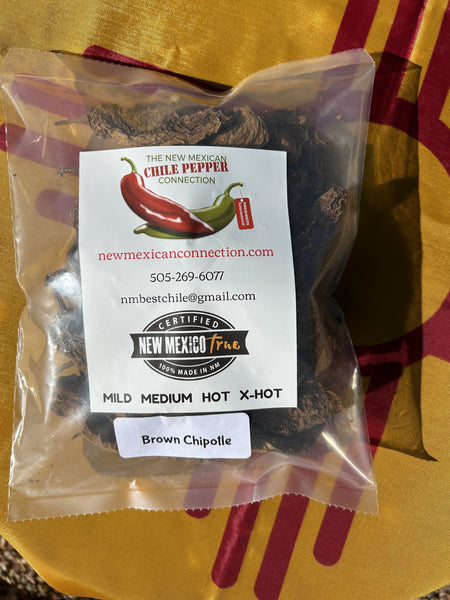 THE NEW MEXICAN
CHILE PEPPER
CONNECTION
newmexicanconnection.com
505-269-6077
nmbestchile@gmail.com
CERTIFIED
NEW MEXICO True
100% MADE IN NM
MILD MEDIUM HOT X-HOT
Brown Chipotle